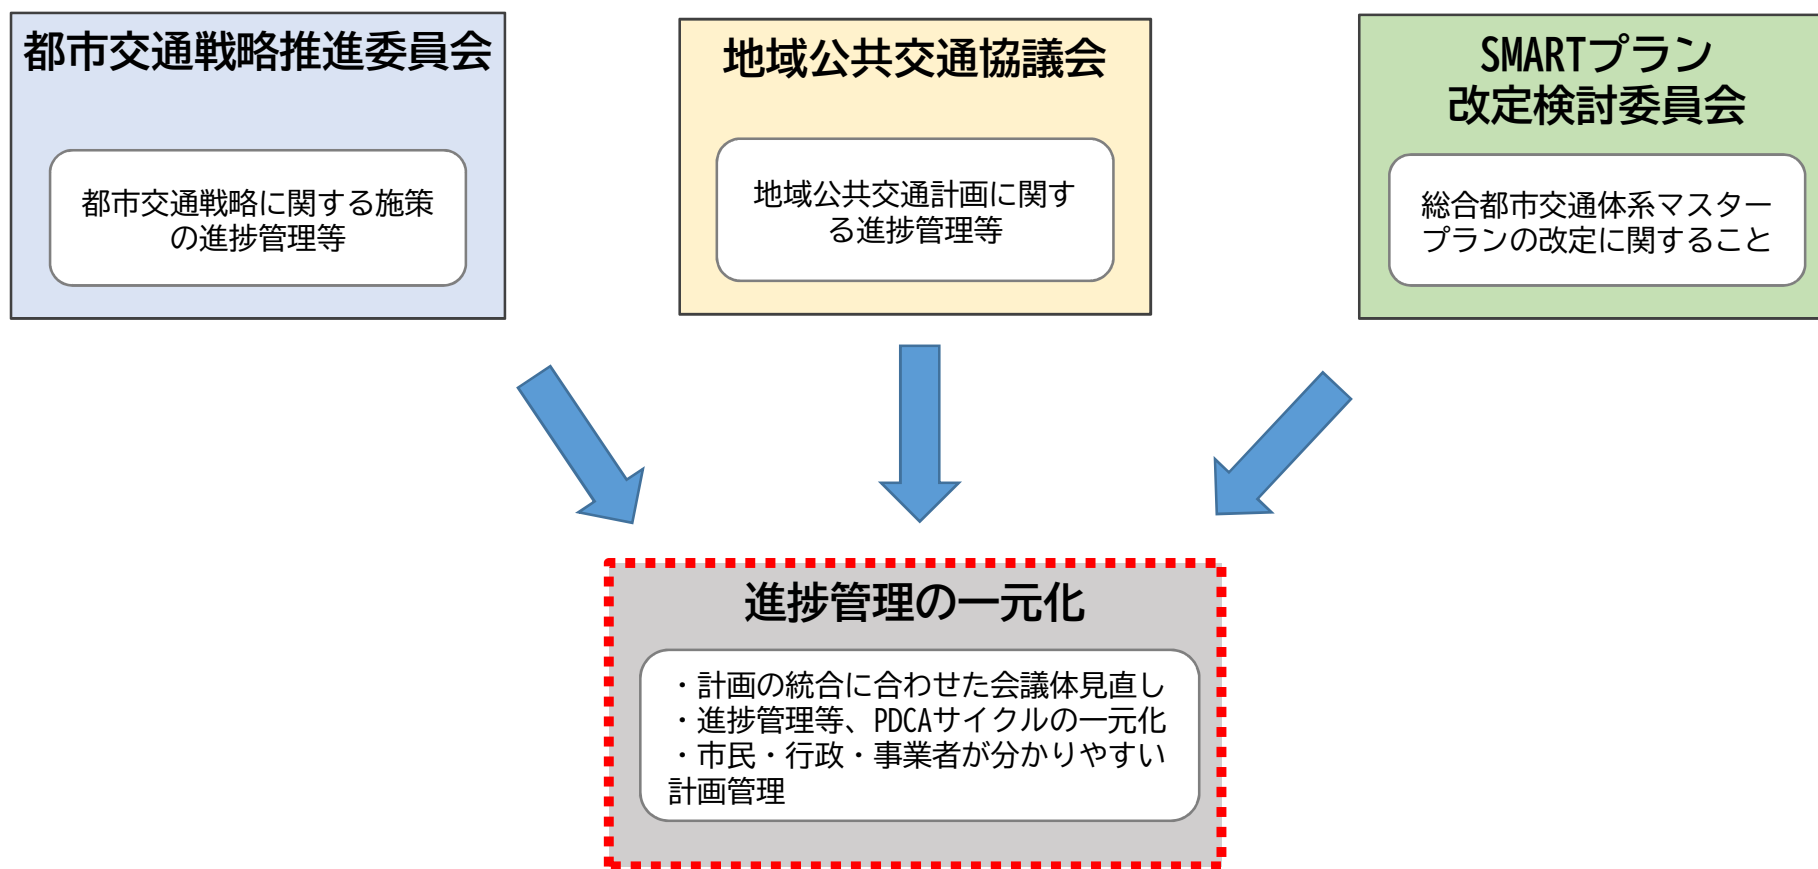 都市交通戦略推進委員会
都市交通戦略に関する施策
の進捗管理等
地域公共交通協議会
地域公共交通計画に関す
る進捗管理等
SMARTプラン
改定検討委員会
総合都市交通体系マスター
プランの改定に関すること
進捗管理の一元化
・計画の統合に合わせた会議体見直し
・進捗管理等、PDCAサイクルの一元化
・市民・行政・事業者が分かりやすい
計画管理